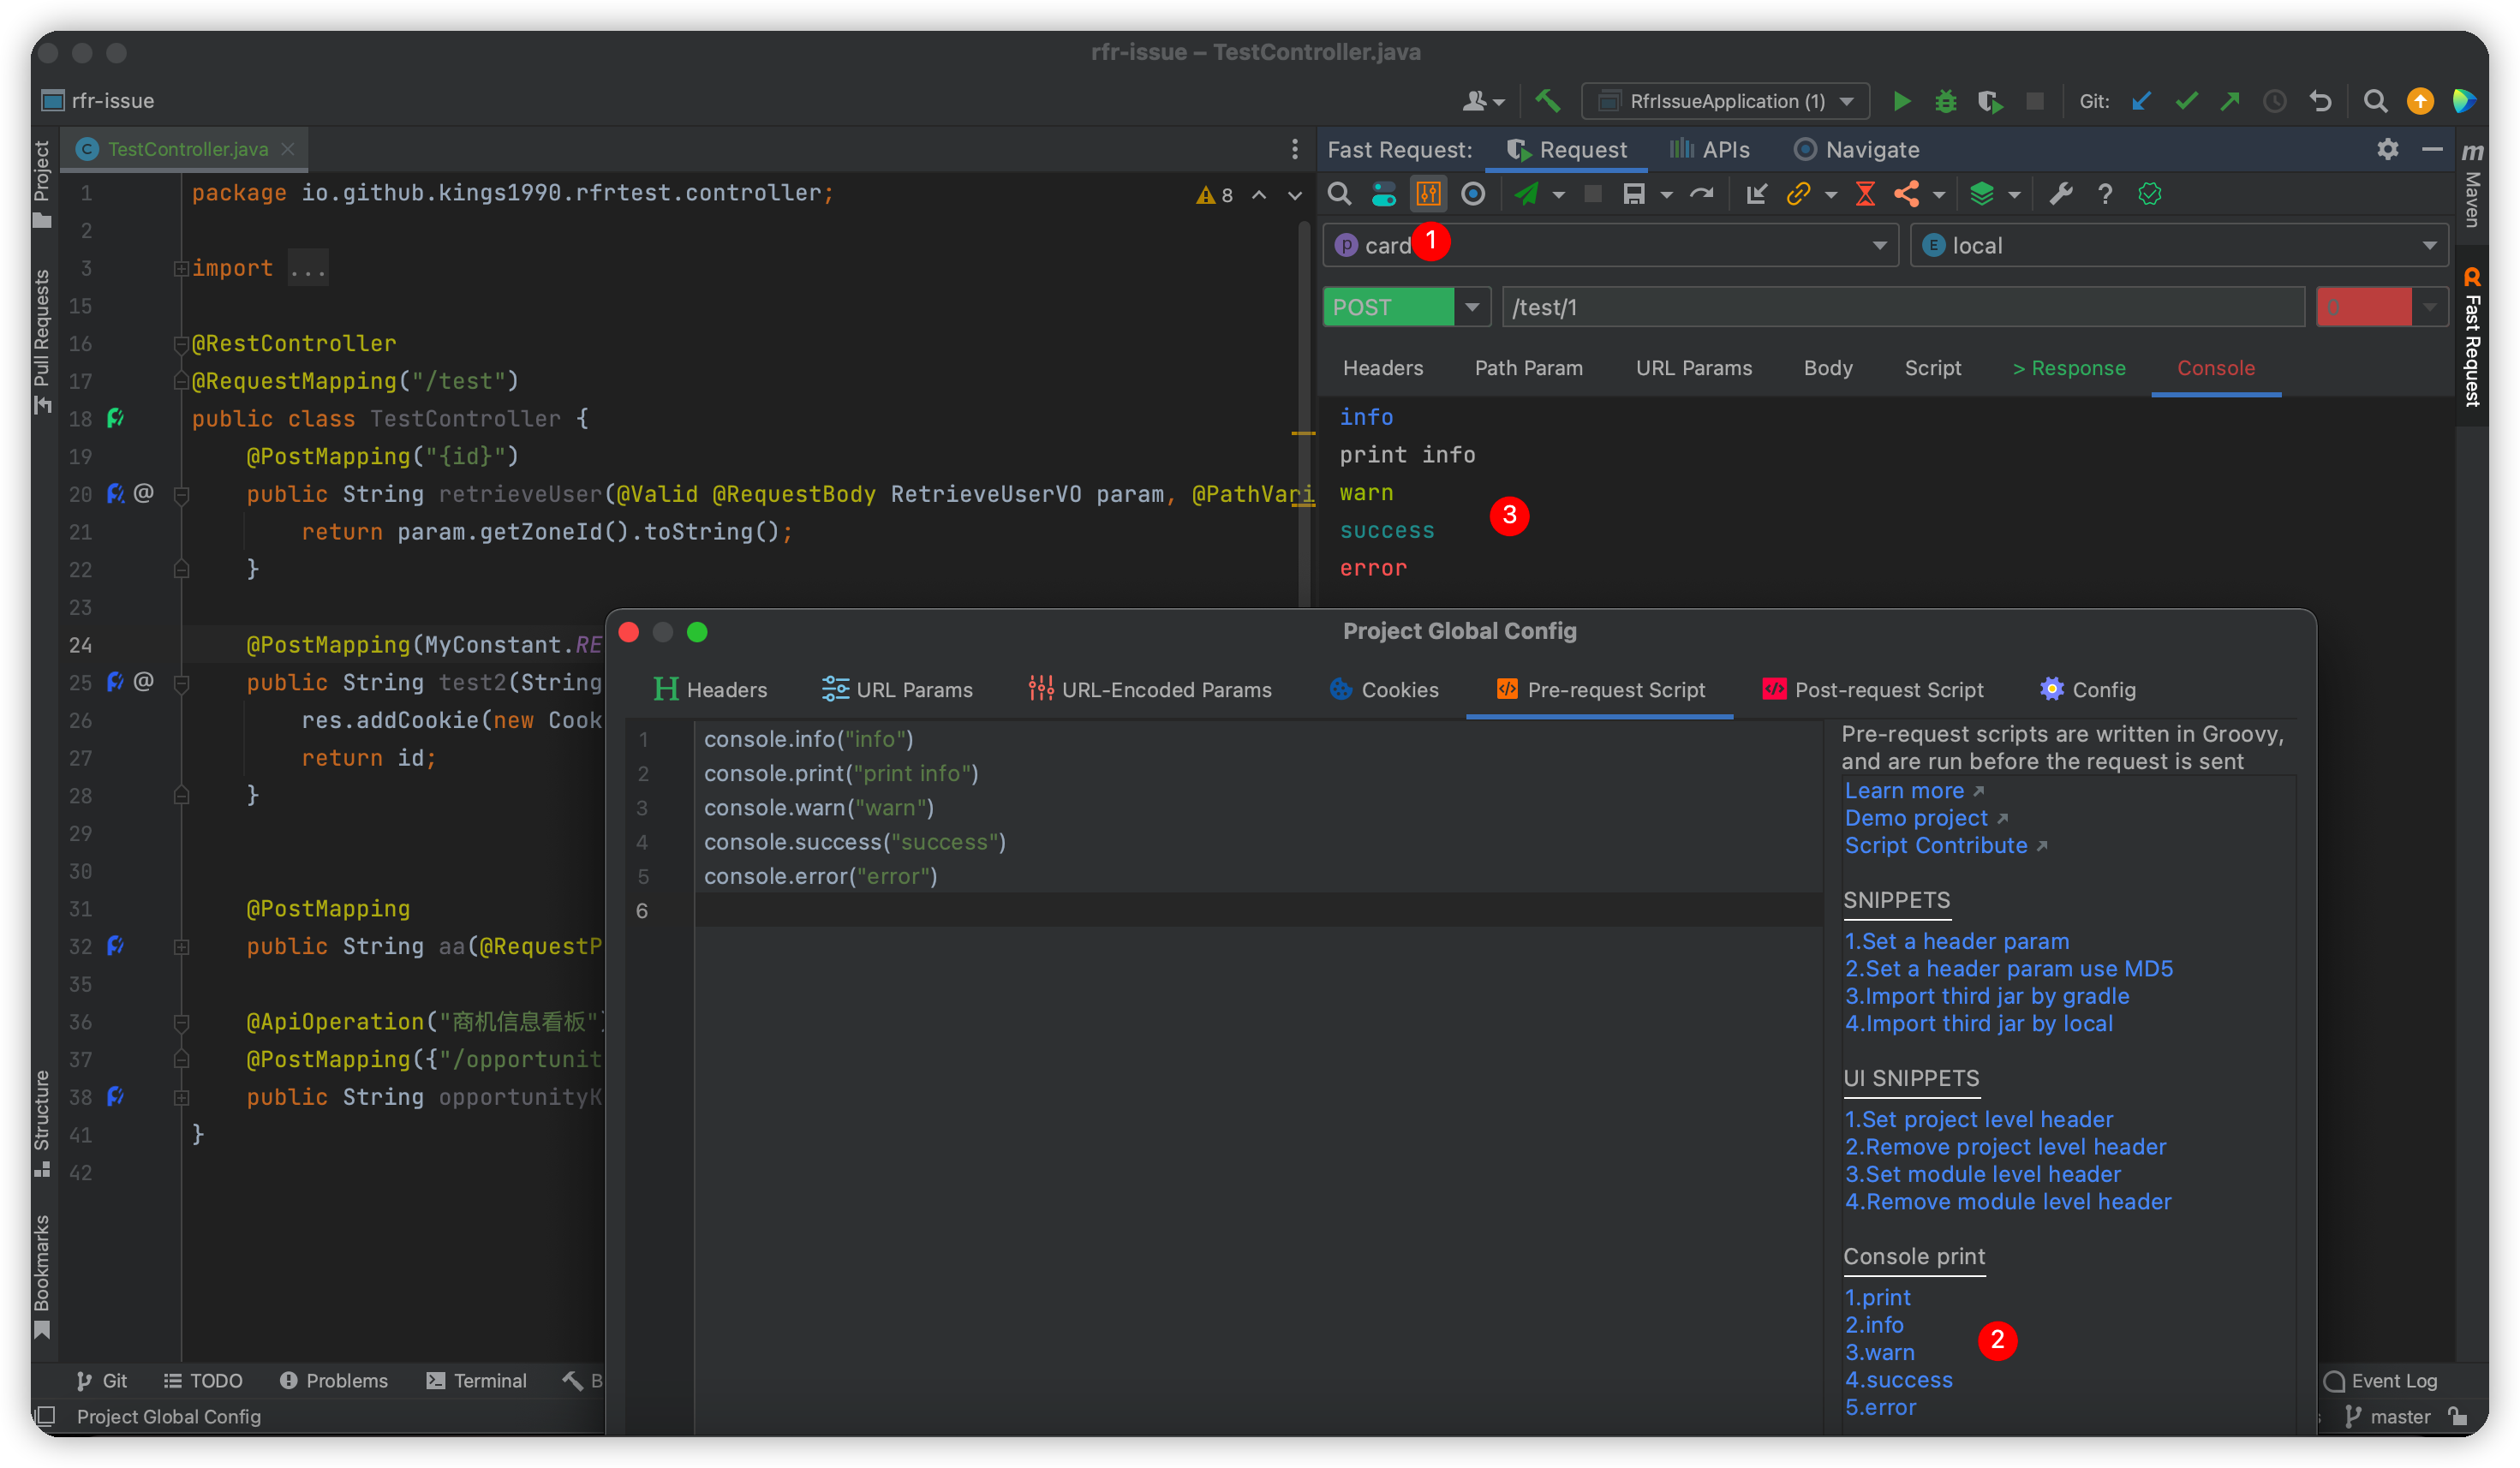 rfr-issue – TestController.java
rfr-issue
RfrIssueApplication (1)
Git:
Project
Pull Requests
Structure
Bookmarks
TestController.java
8
1 package io.github.kings1990.rfrtest.controller;
2
3 import ...
15
16 @RestController
17 @RequestMapping("/test")
18 public class TestController {
19 @PostMapping("{id}")
20 @ public String retrieveUser(@Valid @RequestBody RetrieveUserVO param, @PathVari
21 return param.getZoneId().toString();
22 }
23
24 @PostMapping(MyConstant.RE
25 @ public String test2(String
26 res.addCookie(new Cook
27 return id;
28 }
29
30
31 @PostMapping
32 public String aa(@RequestP
35
36 @ApiOperation("商机信息看板")
37 @PostMapping({"/opportunit
38 public String opportunityK
41 }
42
Fast Request:
Request
APIs
Navigate
Maven
Fast Request
card
1
local
POST
/test/1
0
Headers
Path Param
URL Params
Body
Script
> Response
Console
info
print info
warn
success
error
3
Project Global Config
Headers
URL Params
URL-Encoded Params
Cookies
Pre-request Script
Post-request Script
Config
1 console.info("info")
2 console.print("print info")
3 console.warn("warn")
4 console.success("success")
5 console.error("error")
6
Pre-request scripts are written in Groovy,
and are run before the request is sent
Learn more
Demo project
Script Contribute
SNIPPETS
1.Set a header param
2.Set a header param use MD5
3.Import third jar by gradle
4.Import third jar by local
UI SNIPPETS
1.Set project level header
2.Remove project level header
3.Set module level header
4.Remove module level header
Console print
1.print
2.info
3.warn
4.success
5.error
2
Git
TODO
Problems
Terminal
B
Event Log
Project Global Config
master